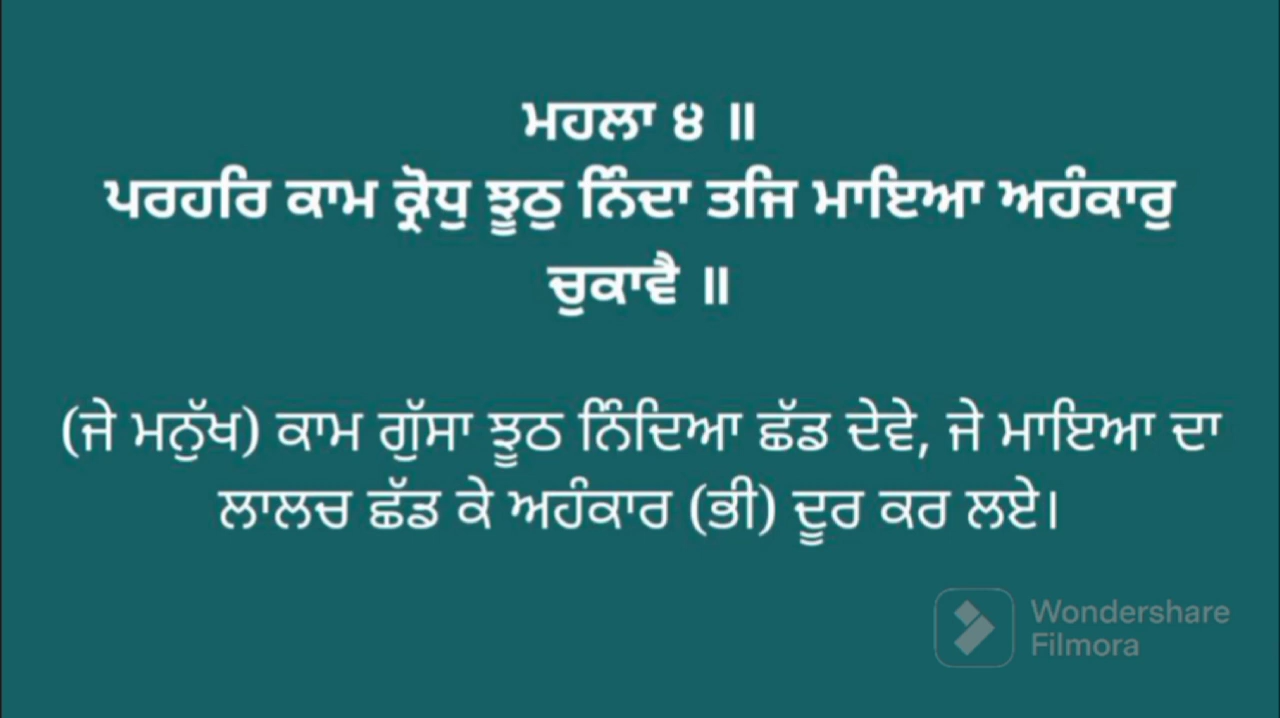 ਮਹਲਾ ੪ ॥
ਪਰਹਰਿ ਕਾਮ ਕ੍ਰੋਧੁ ਝੂਠੁ ਨਿੰਦਾ ਤਜਿ ਮਾਇਆ ਅਹੰਕਾਰੁ
ਚੁਕਾਵੈ ॥
(ਜੇ ਮਨੁੱਖ) ਕਾਮ ਗੁੱਸਾ ਝੂਠ ਨਿੰਦਿਆ ਛੱਡ ਦੇਵੇ, ਜੇ ਮਾਇਆ ਦਾ
ਲਾਲਚ ਛੱਡ ਕੇ ਅਹੰਕਾਰ (ਭੀ) ਦੂਰ ਕਰ ਲਏ।
Wondershare
Filmora